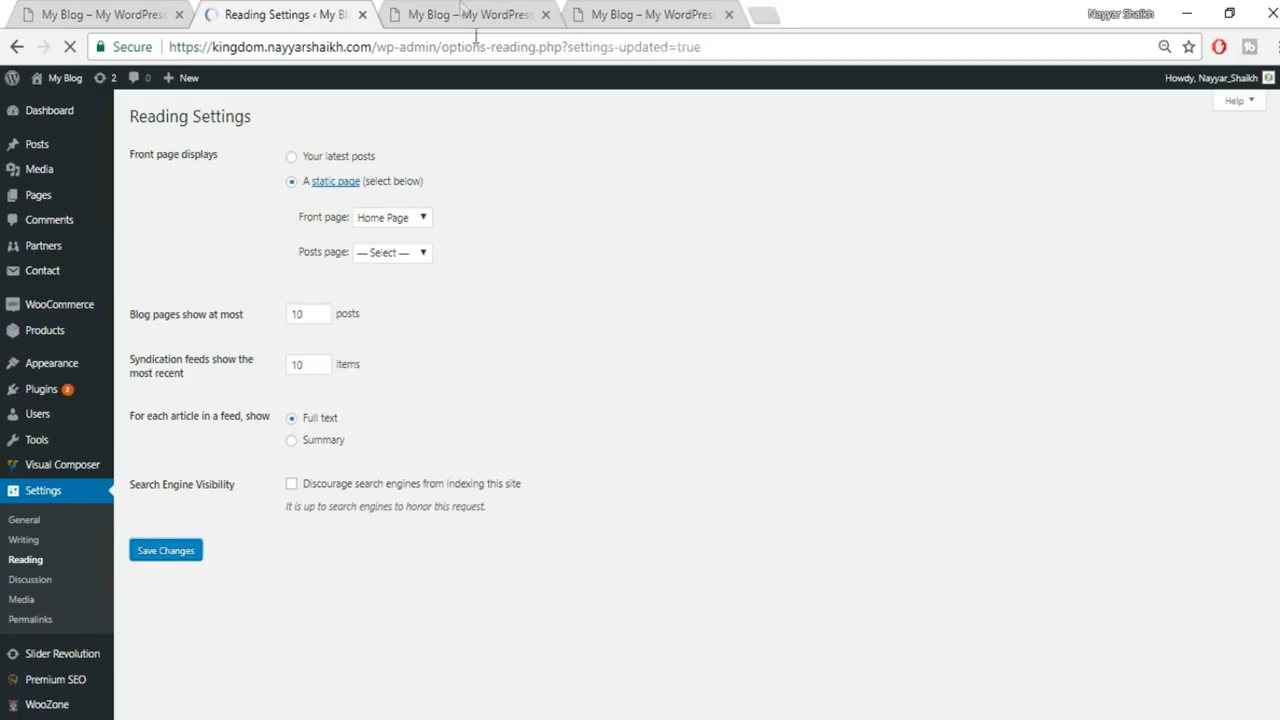 My Blog – My WordPress
Reading Settings ‹ My Bl
My Blog – My WordPress
My Blog – My WordPress
Nayyar Shaikh
Secure
https://kingdom.nayyarshaikh.com/wp-admin/options-reading.php?settings-updated=true
My Blog
2
0
New
Howdy, Nayyar_Shaikh
Help
Dashboard
Posts
Media
Pages
Comments
Partners
Contact
WooCommerce
Products
Appearance
Plugins 2
Users
Tools
Visual Composer
Settings
General
Writing
Reading
Discussion
Media
Permalinks
Slider Revolution
Premium SEO
WooZone
Reading Settings
Front page displays
Your latest posts
A static page (select below)
Front page: Home Page
Posts page: — Select —
Blog pages show at most
10 posts
Syndication feeds show the
most recent
10 items
For each article in a feed, show
Full text
Summary
Search Engine Visibility
Discourage search engines from indexing this site
It is up to search engines to honor this request.
Save Changes